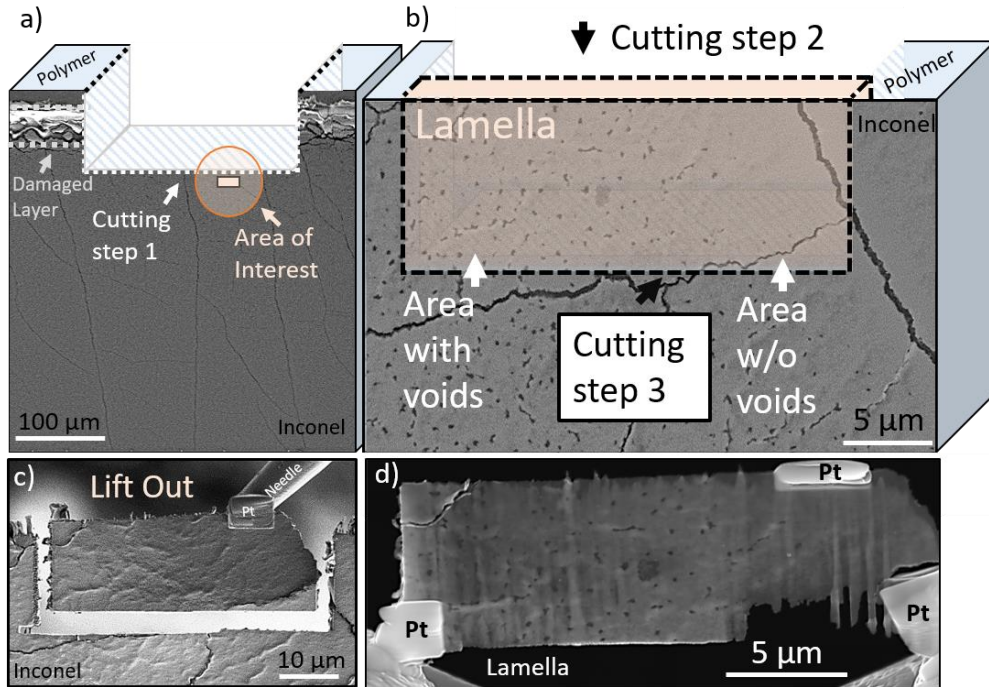 a)
Polymer
Damaged
Layer
Cutting
step 1
Area of
Interest
100 µm
Inconel
b)
Cutting step 2
Polymer
Lamella
Inconel
Area
with
voids
Cutting
step 3
Area
w/o
voids
5 µm
c)
Lift Out
Needle
Pt
Inconel
10 µm
d)
Pt
Pt
Pt
Lamella
5 µm